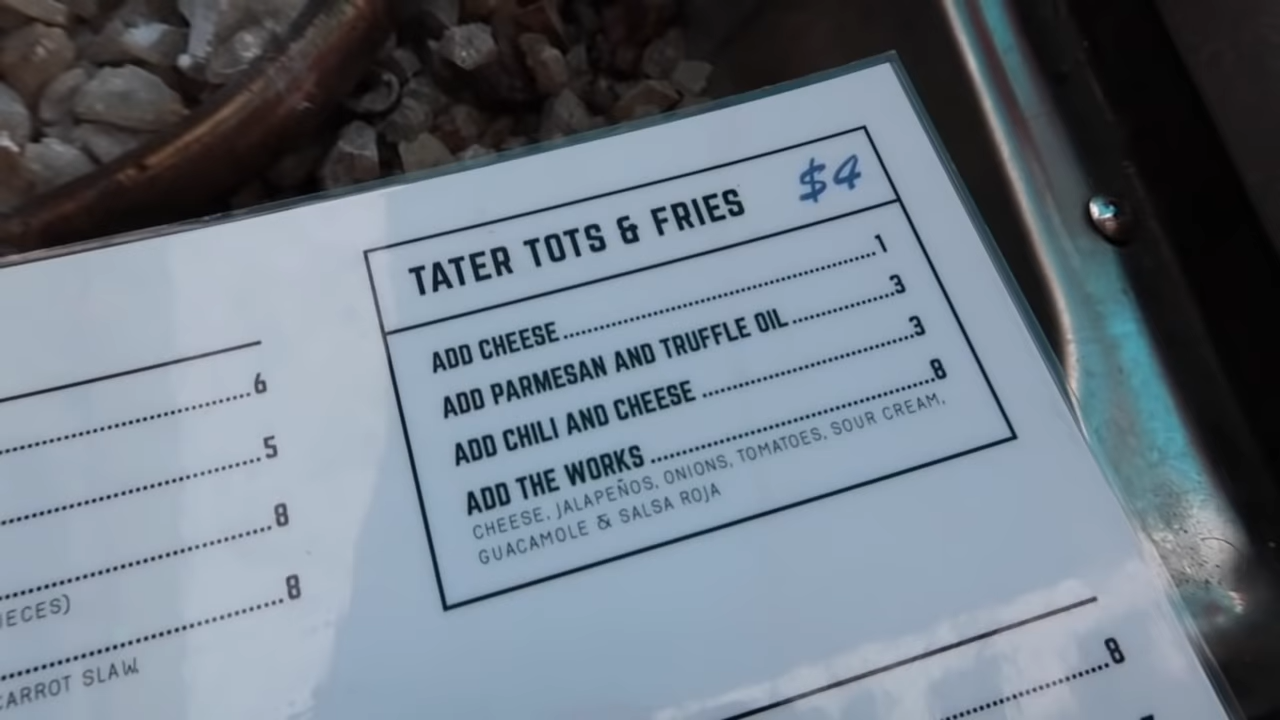 TATER TOTS & FRIES $4
ADD CHEESE 1
ADD PARMESAN AND TRUFFLE OIL 3
ADD CHILI AND CHEESE 3
ADD THE WORKS 8
CHEESE, JALAPEÑOS, ONIONS, TOMATOES, SOUR CREAM,
GUACAMOLE & SALSA ROJA
6
5
8
8
CARROT SLAW
8